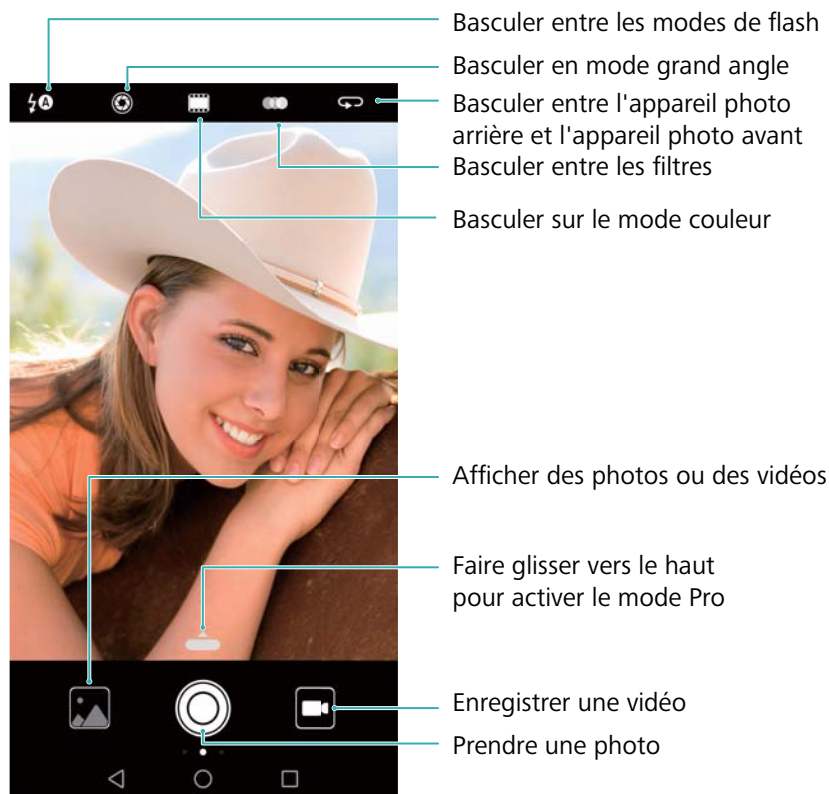 Basculer entre les modes de flash
Basculer en mode grand angle
Basculer entre l'appareil photo
arrière et l'appareil photo avant
Basculer entre les filtres
Basculer sur le mode couleur
Afficher des photos ou des vidéos
Faire glisser vers le haut
pour activer le mode Pro
Enregistrer une vidéo
Prendre une photo
A